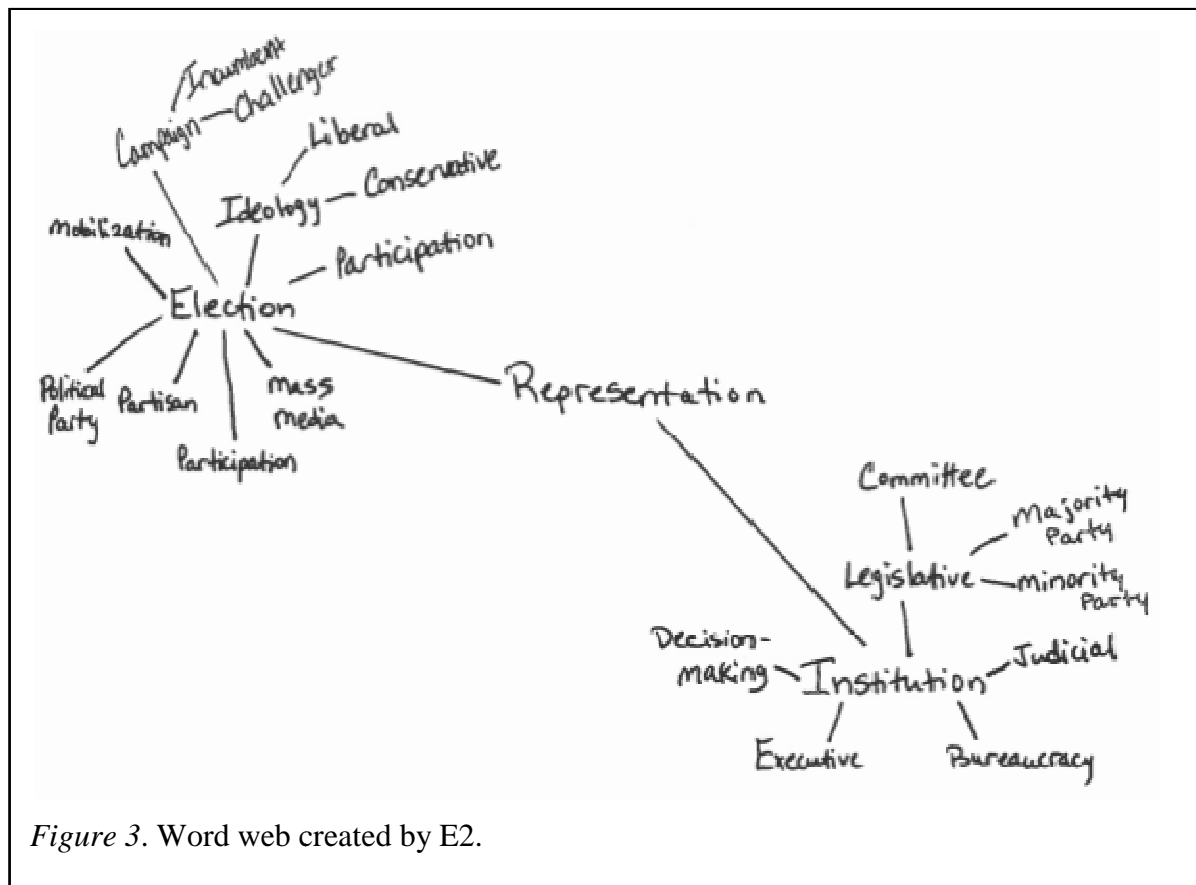 Incumbent
Challenger
Campaign
Liberal
Conservative
Ideology
Mobilization
Participation
Election
Political
Party
Partisan
Mass
Media
Participation
Representation
Committee
Majority
Party
Legislative
minority
Party
Decision-
making
Institution
Judicial
Executive
Bureaucracy
Figure 3. Word web created by E2.